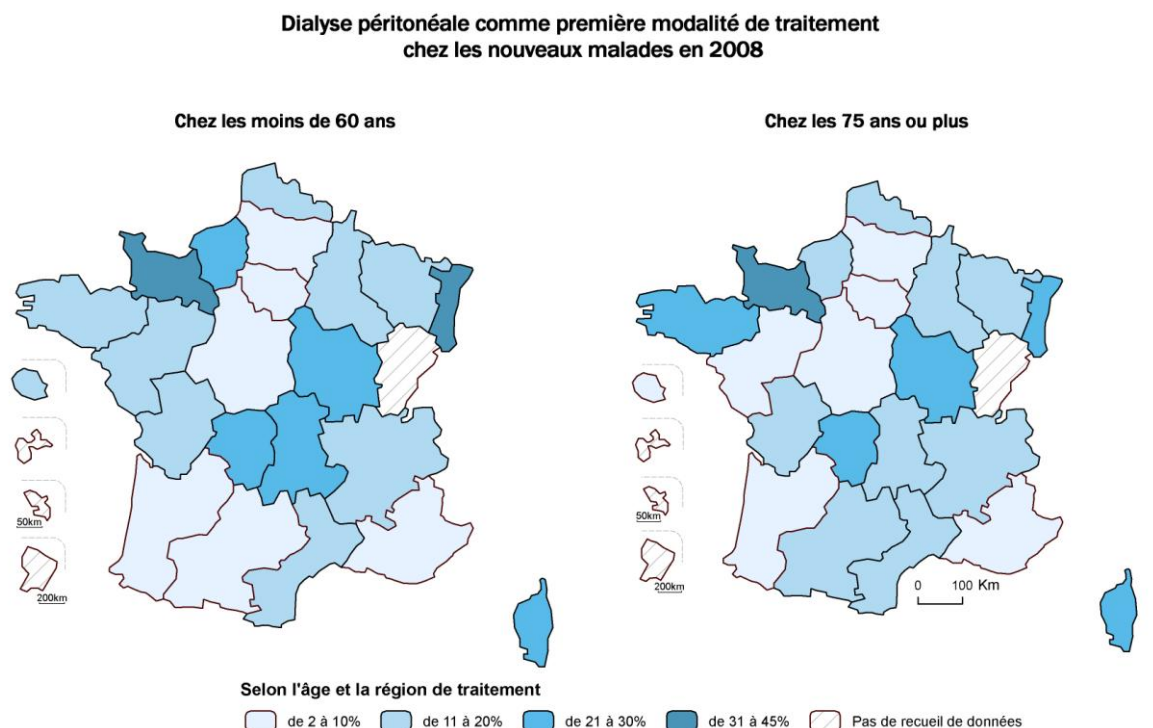 Dialyse péritonéale comme première modalité de traitement
chez les nouveaux malades en 2008
Chez les moins de 60 ans
Chez les 75 ans ou plus
50km
200km
50km
200km
0 100 Km
Selon l'âge et la région de traitement
de 2 à 10%
de 11 à 20%
de 21 à 30%
de 31 à 45%
Pas de recueil de données